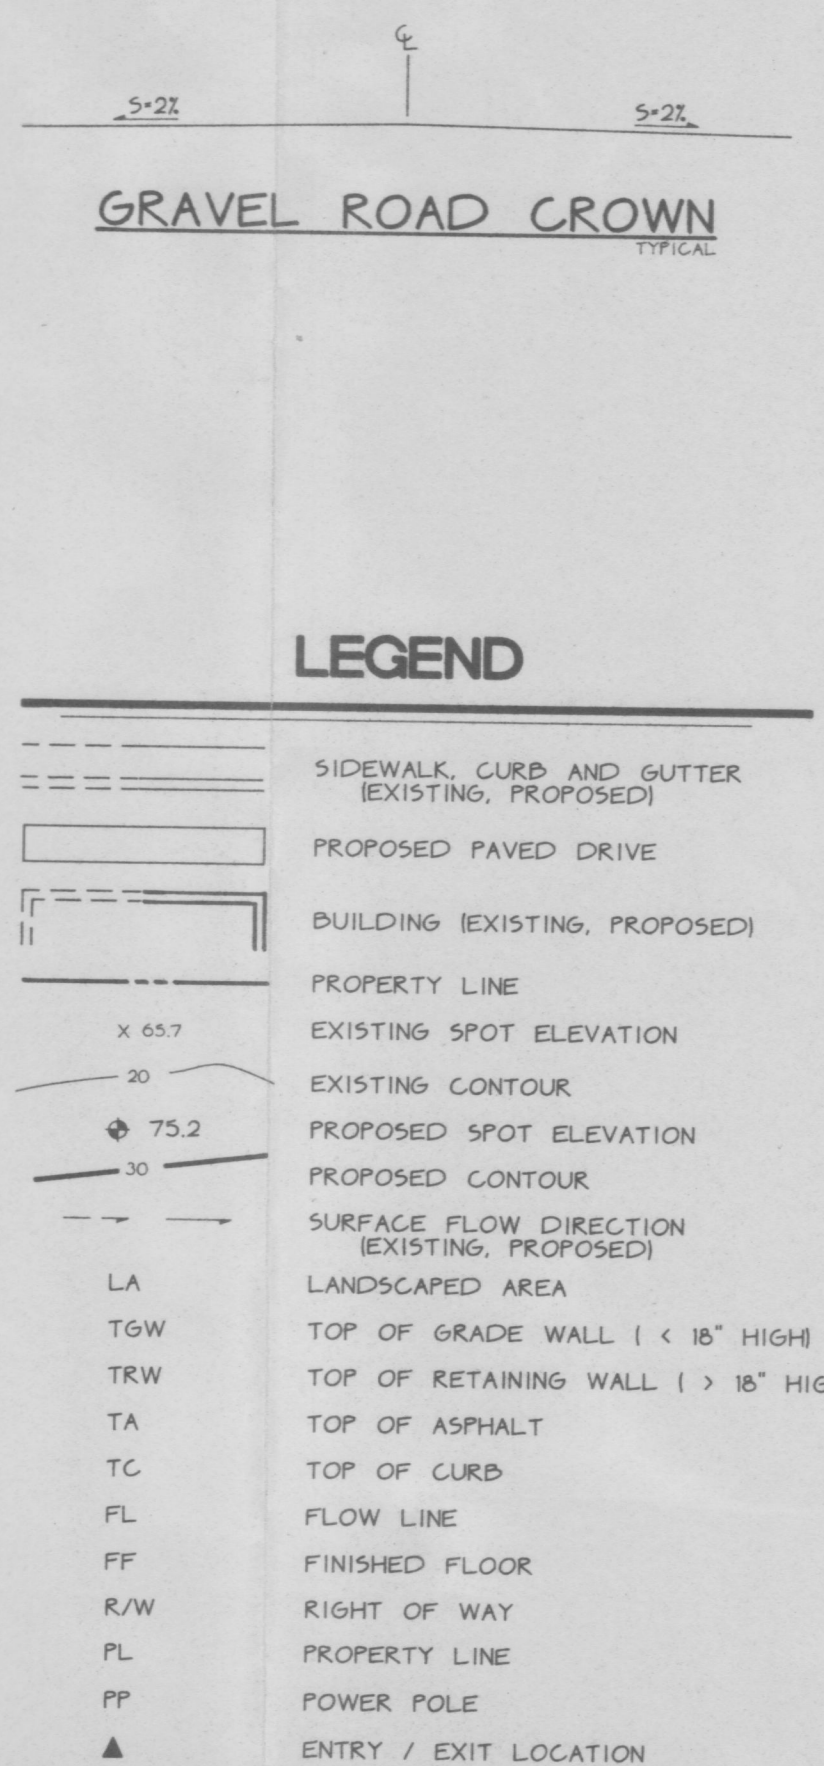 ℄
S=2%
S=2%
GRAVEL ROAD CROWN
TYPICAL
LEGEND
SIDEWALK, CURB AND GUTTER
(EXISTING, PROPOSED)
PROPOSED PAVED DRIVE
BUILDING (EXISTING, PROPOSED)
PROPERTY LINE
X 65.7 EXISTING SPOT ELEVATION
20 EXISTING CONTOUR
75.2 PROPOSED SPOT ELEVATION
30 PROPOSED CONTOUR
SURFACE FLOW DIRECTION
(EXISTING, PROPOSED)
LA LANDSCAPED AREA
TGW TOP OF GRADE WALL ( < 18" HIGH)
TRW TOP OF RETAINING WALL ( > 18" HIG
TA TOP OF ASPHALT
TC TOP OF CURB
FL FLOW LINE
FF FINISHED FLOOR
R/W RIGHT OF WAY
PL PROPERTY LINE
PP POWER POLE
▲ ENTRY / EXIT LOCATION